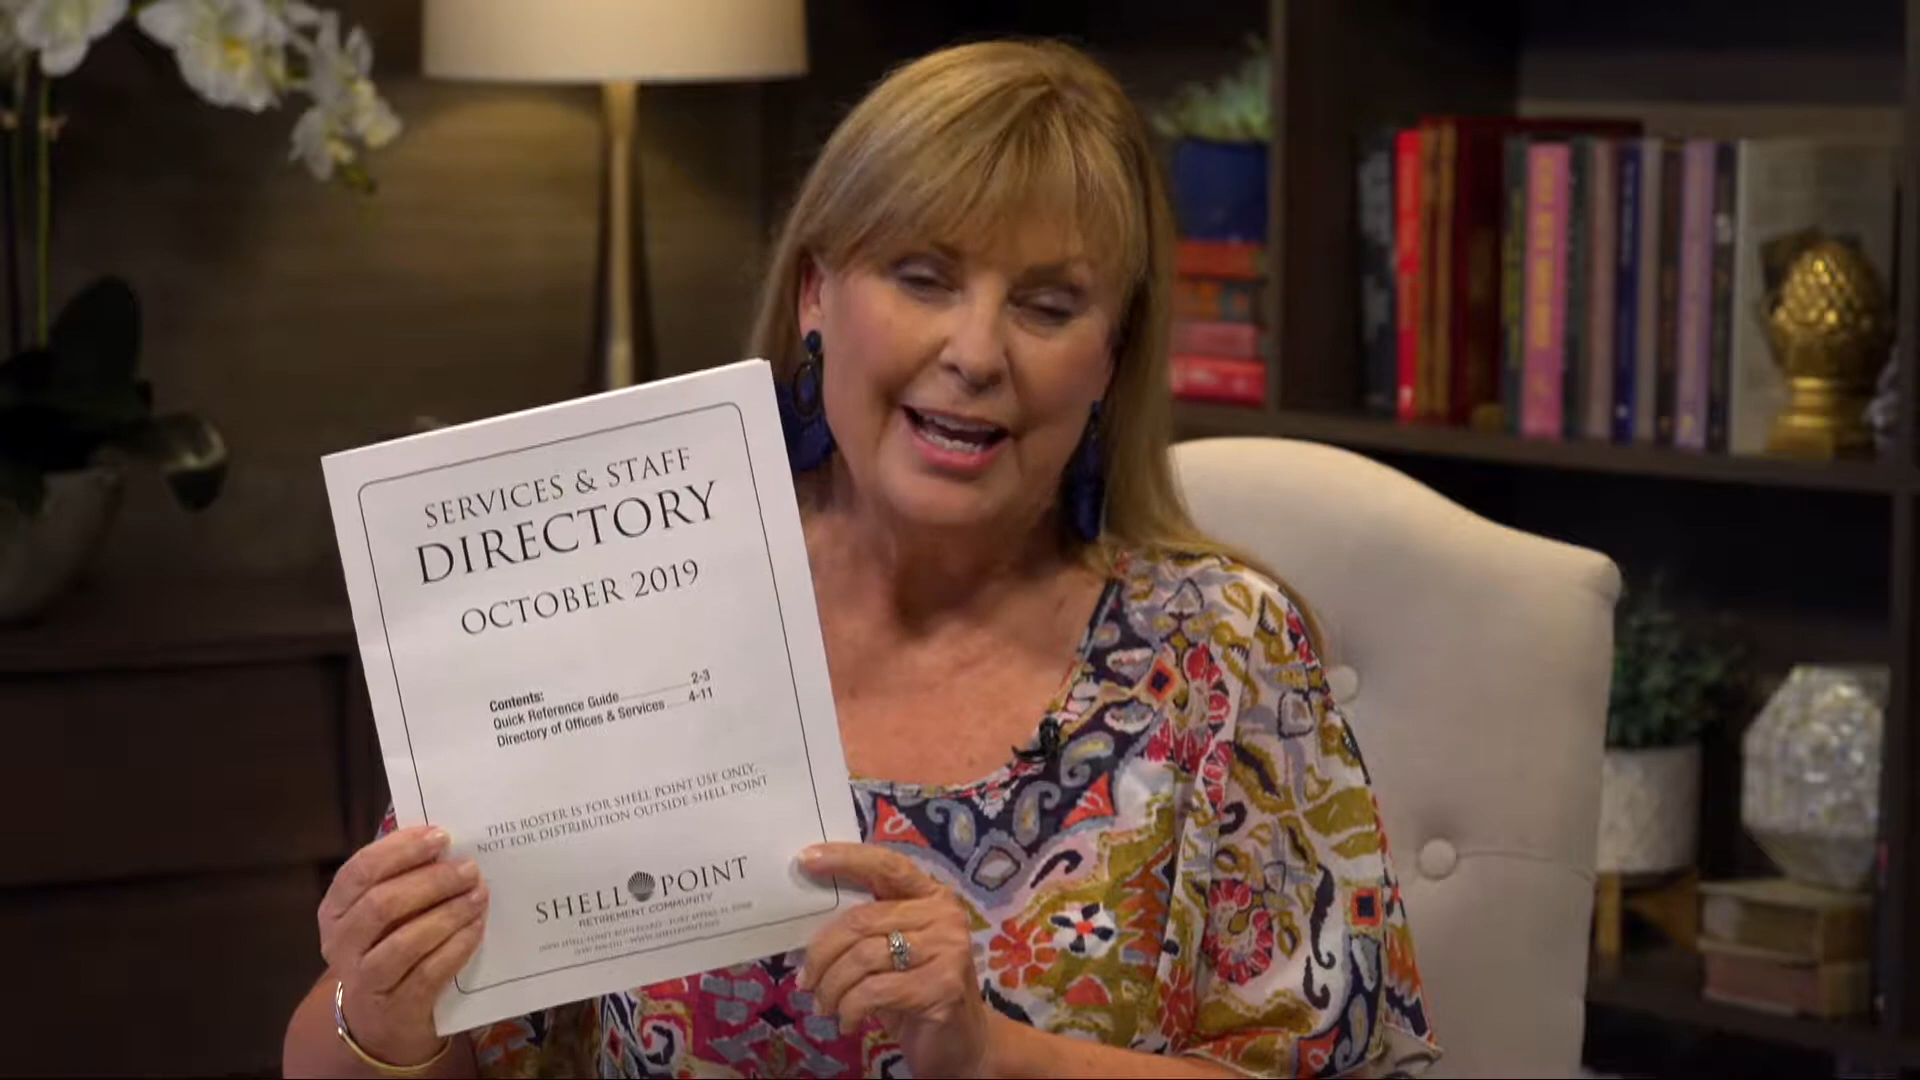 SERVICES & STAFF
DIRECTORY
OCTOBER 2019
Contents:
Quick Reference Guide 2-3
Directory of Offices & Services 4-11
THIS ROSTER IS FOR SHELL POINT USE ONLY.
NOT FOR DISTRIBUTION OUTSIDE SHELL POINT
SHELL POINT
RETIREMENT COMMUNITY